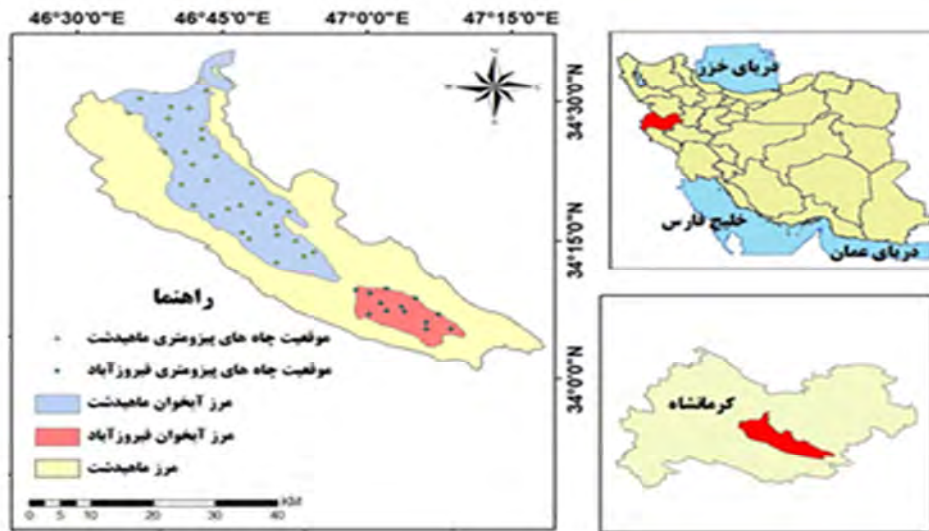 46°30'0"E 46°45'0"E 47°0'0"E 47°15'0"E
34°30'0"N
34°15'0"N
34°0'0"N
N
راهنما
موقعیت چاه های پیزومتری ماهیدشت
موقعیت چاه های پیزومتری فیروزآباد
مرز آبخوان ماهیدشت
مرز آبخوان فیروزآباد
مرز ماهیدشت
KM
0 5 10 20 30 40
دریای خزر
خلیج فارس
دریای عمان
کرمانشاه